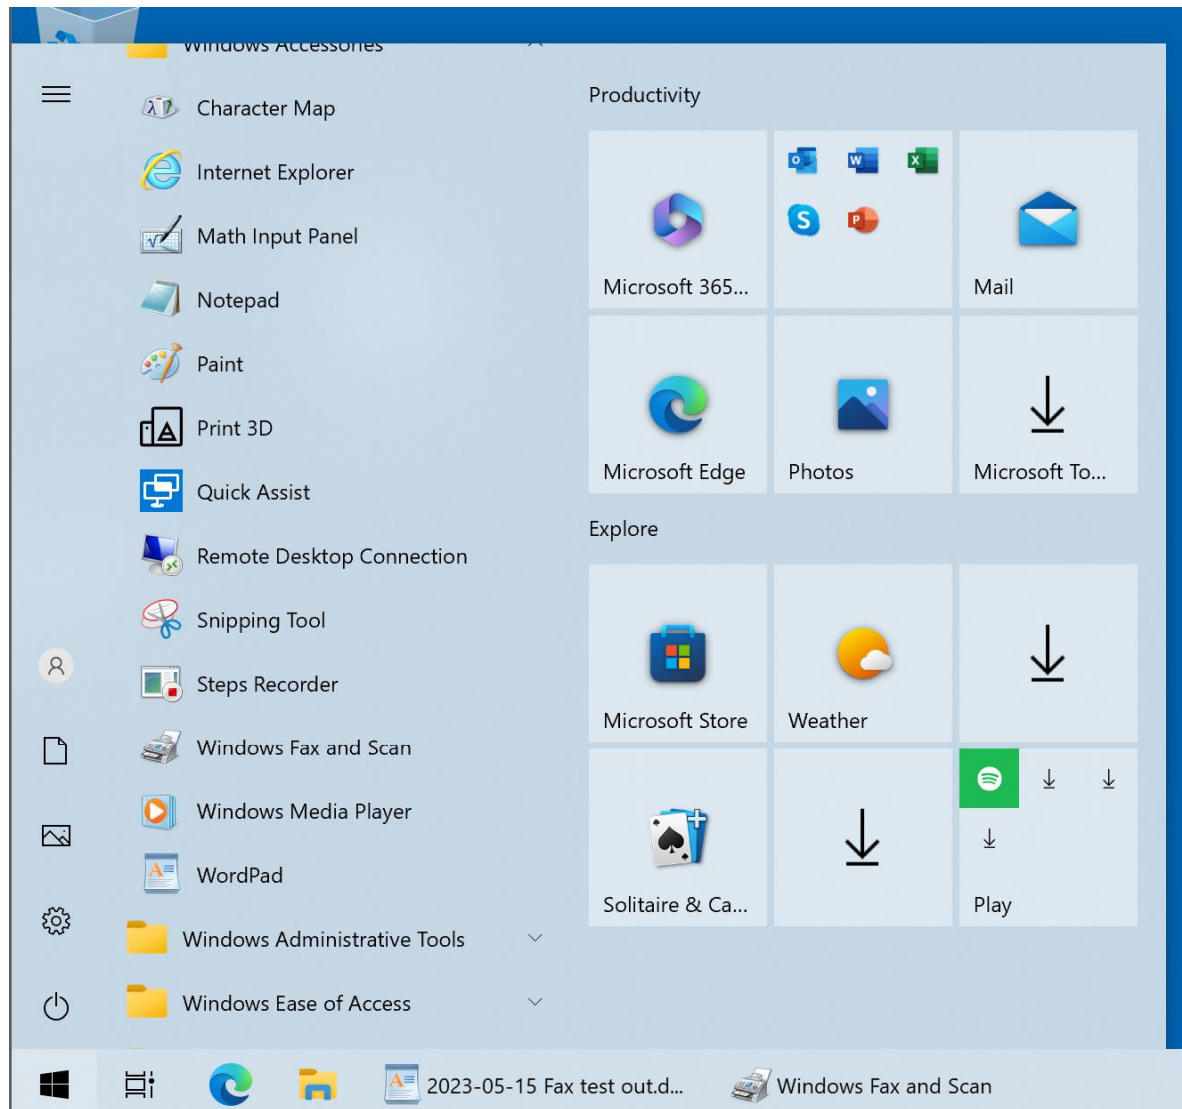 Windows Accessories
Character Map
Internet Explorer
Math Input Panel
Notepad
Paint
Print 3D
Quick Assist
Remote Desktop Connection
Snipping Tool
Steps Recorder
Windows Fax and Scan
Windows Media Player
WordPad
Windows Administrative Tools
Windows Ease of Access
Productivity
Microsoft 365...
Mail
Microsoft Edge
Photos
Microsoft To...
Explore
Microsoft Store
Weather
Solitaire & Ca...
Play
2023-05-15 Fax test out.d...
Windows Fax and Scan